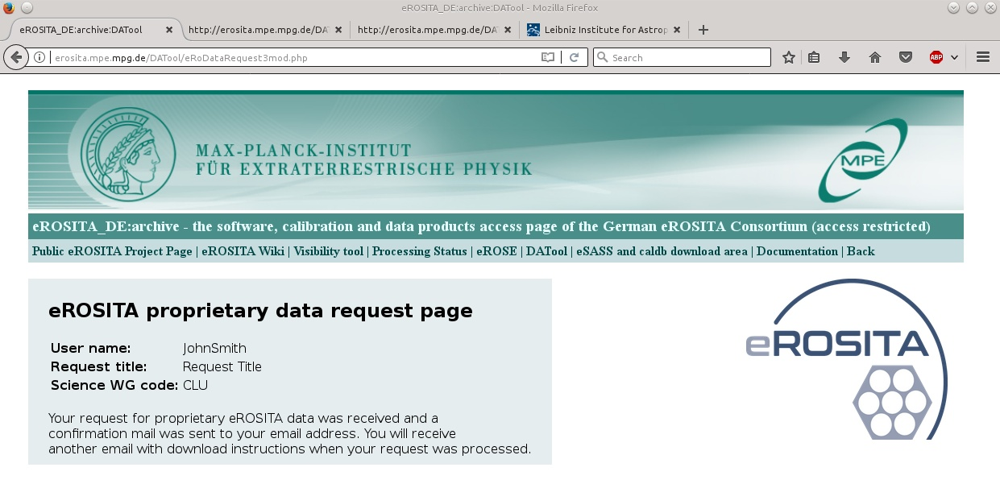 eROSITA_DE:archive:DATool - Mozilla Firefox
eROSITA_DE:archive:DATool
http://erosita.mpe.mpg.de/DA
http://erosita.mpe.mpg.de/DA
Leibniz Institute for Astrop
erosita.mpe.mpg.de/DATool/eRoDataRequest3mod.php
Search
ABP
MAX-PLANCK-INSTITUT
FÜR EXTRATERRESTRISCHE PHYSIK
MPE
eROSITA_DE:archive - the software, calibration and data products access page of the German eROSITA Consortium (access restricted)
Public eROSITA Project Page | eROSITA Wiki | Visibility tool | Processing Status | eROSE | DATool | eSASS and caldb download area | Documentation | Back
eROSITA proprietary data request page
User name: JohnSmith
Request title: Request Title
Science WG code: CLU
Your request for proprietary eROSITA data was received and a
confirmation mail was sent to your email address. You will receive
another email with download instructions when your request was processed.
eROSITA